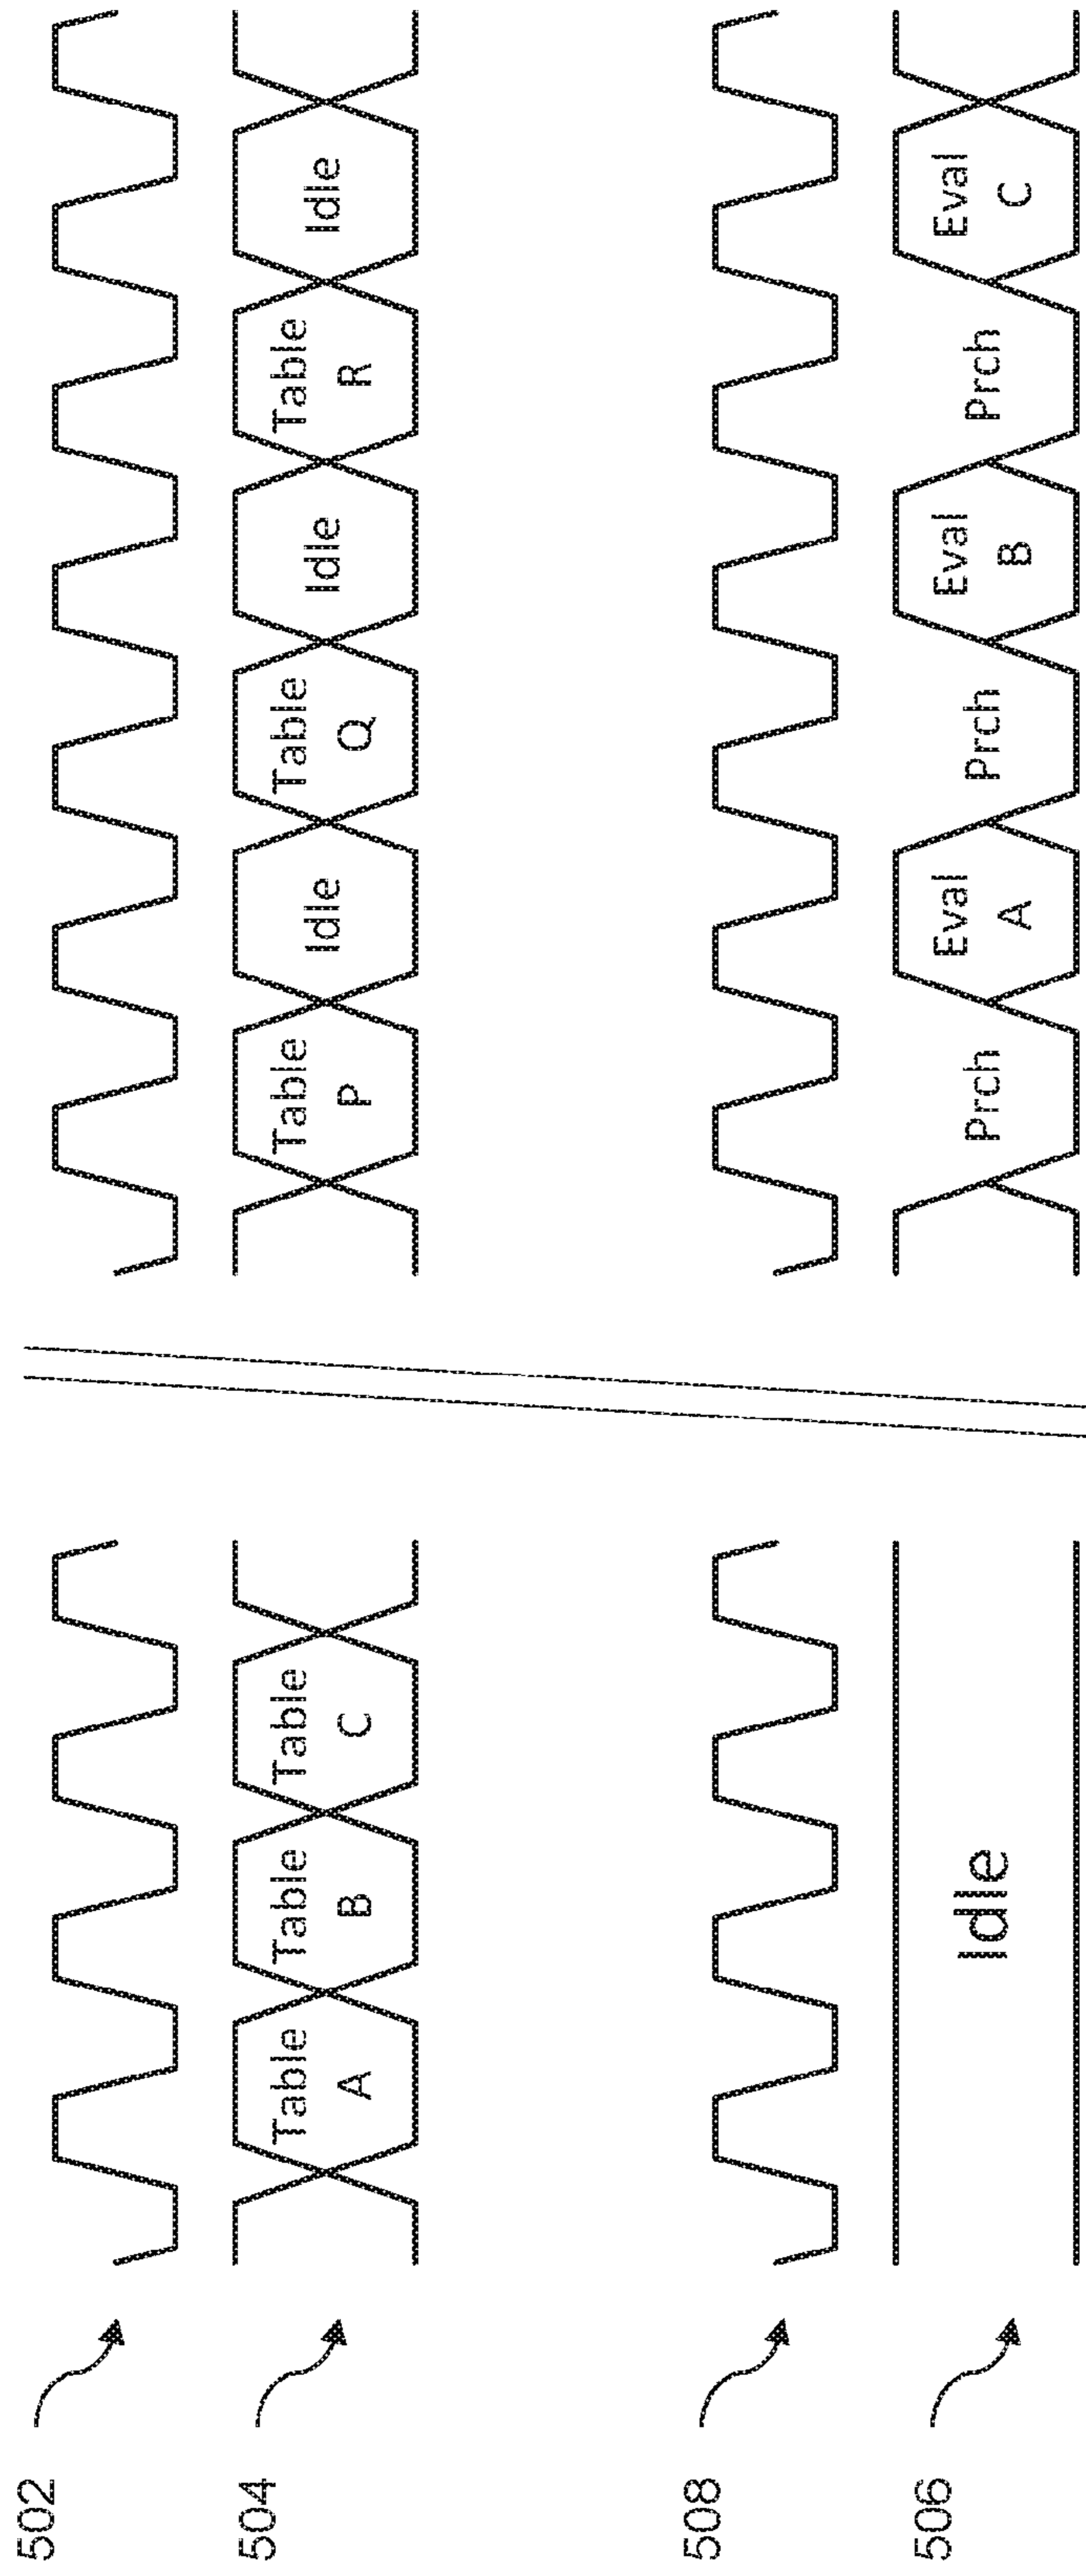 502
504
Table
A
Table
B
Table
C
Table
P
Idle
Table
Q
Idle
Table
R
Idle
508
506
Idle
Prch
Eval
A
Prch
Eval
B
Prch
Eval
C